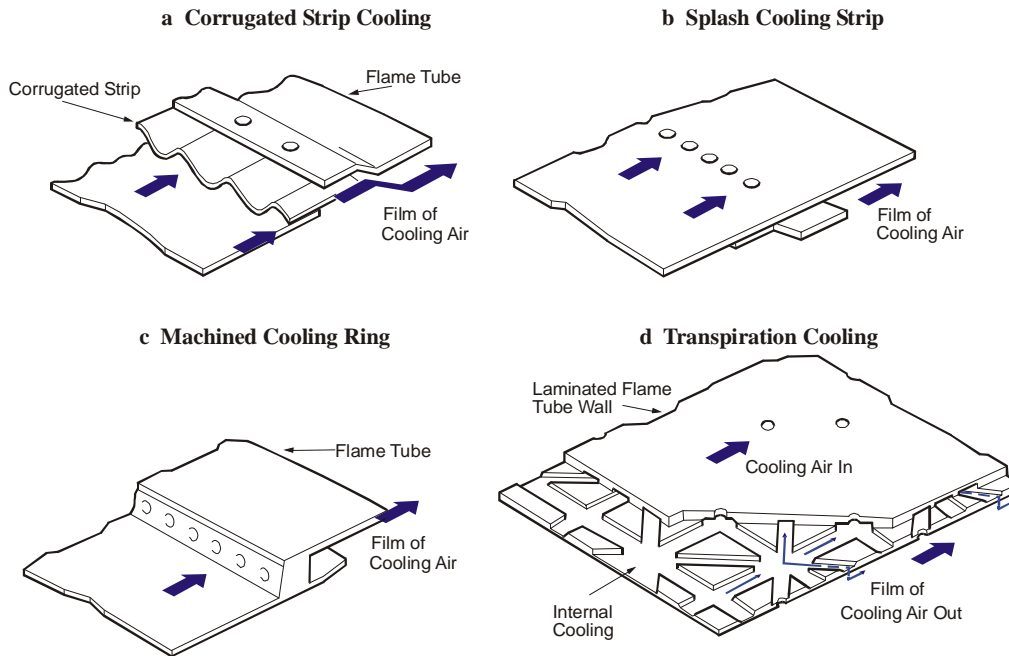 a Corrugated Strip Cooling
Flame Tube
Corrugated Strip
Film of
Cooling Air
b Splash Cooling Strip
Film of
Cooling Air
c Machined Cooling Ring
Flame Tube
Film of
Cooling Air
d Transpiration Cooling
Laminated Flame
Tube Wall
Cooling Air In
Internal
Cooling
Film of
Cooling Air Out